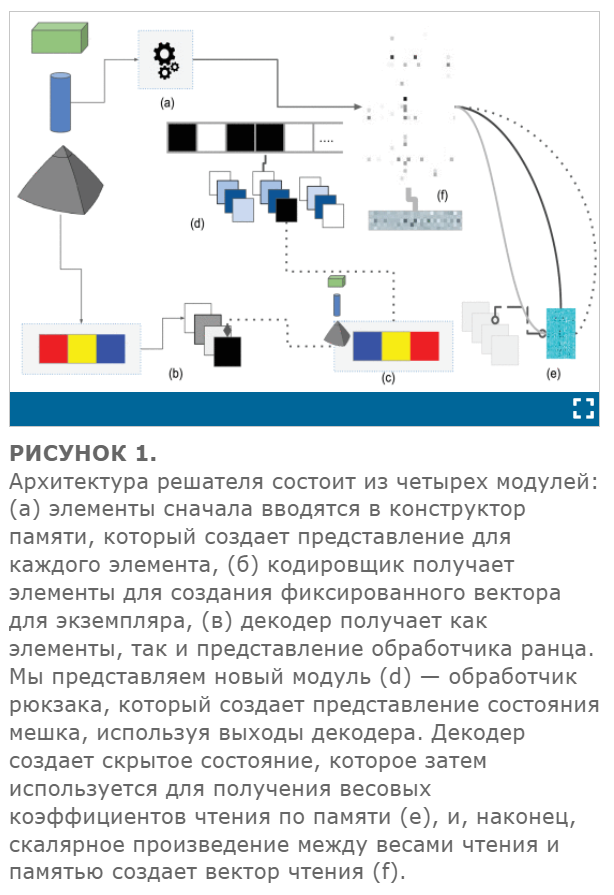 (a)
....
(d)
(f)
(b)
(c)
(e)
РИСУНОК 1.
Архитектура решателя состоит из четырех модулей:
(а) элементы сначала вводятся в конструктор
памяти, который создает представление для
каждого элемента, (б) кодировщик получает
элементы для создания фиксированного вектора
для экземпляра, (в) декодер получает как
элементы, так и представление обработчика ранца.
Мы представляем новый модуль (d) — обработчик
рюкзака, который создает представление состояния
мешка, используя выходы декодера. Декодер
создает скрытое состояние, которое затем
используется для получения весовых
коэффициентов чтения по памяти (e), и, наконец,
скалярное произведение между весами чтения и
памятью создает вектор чтения (f).